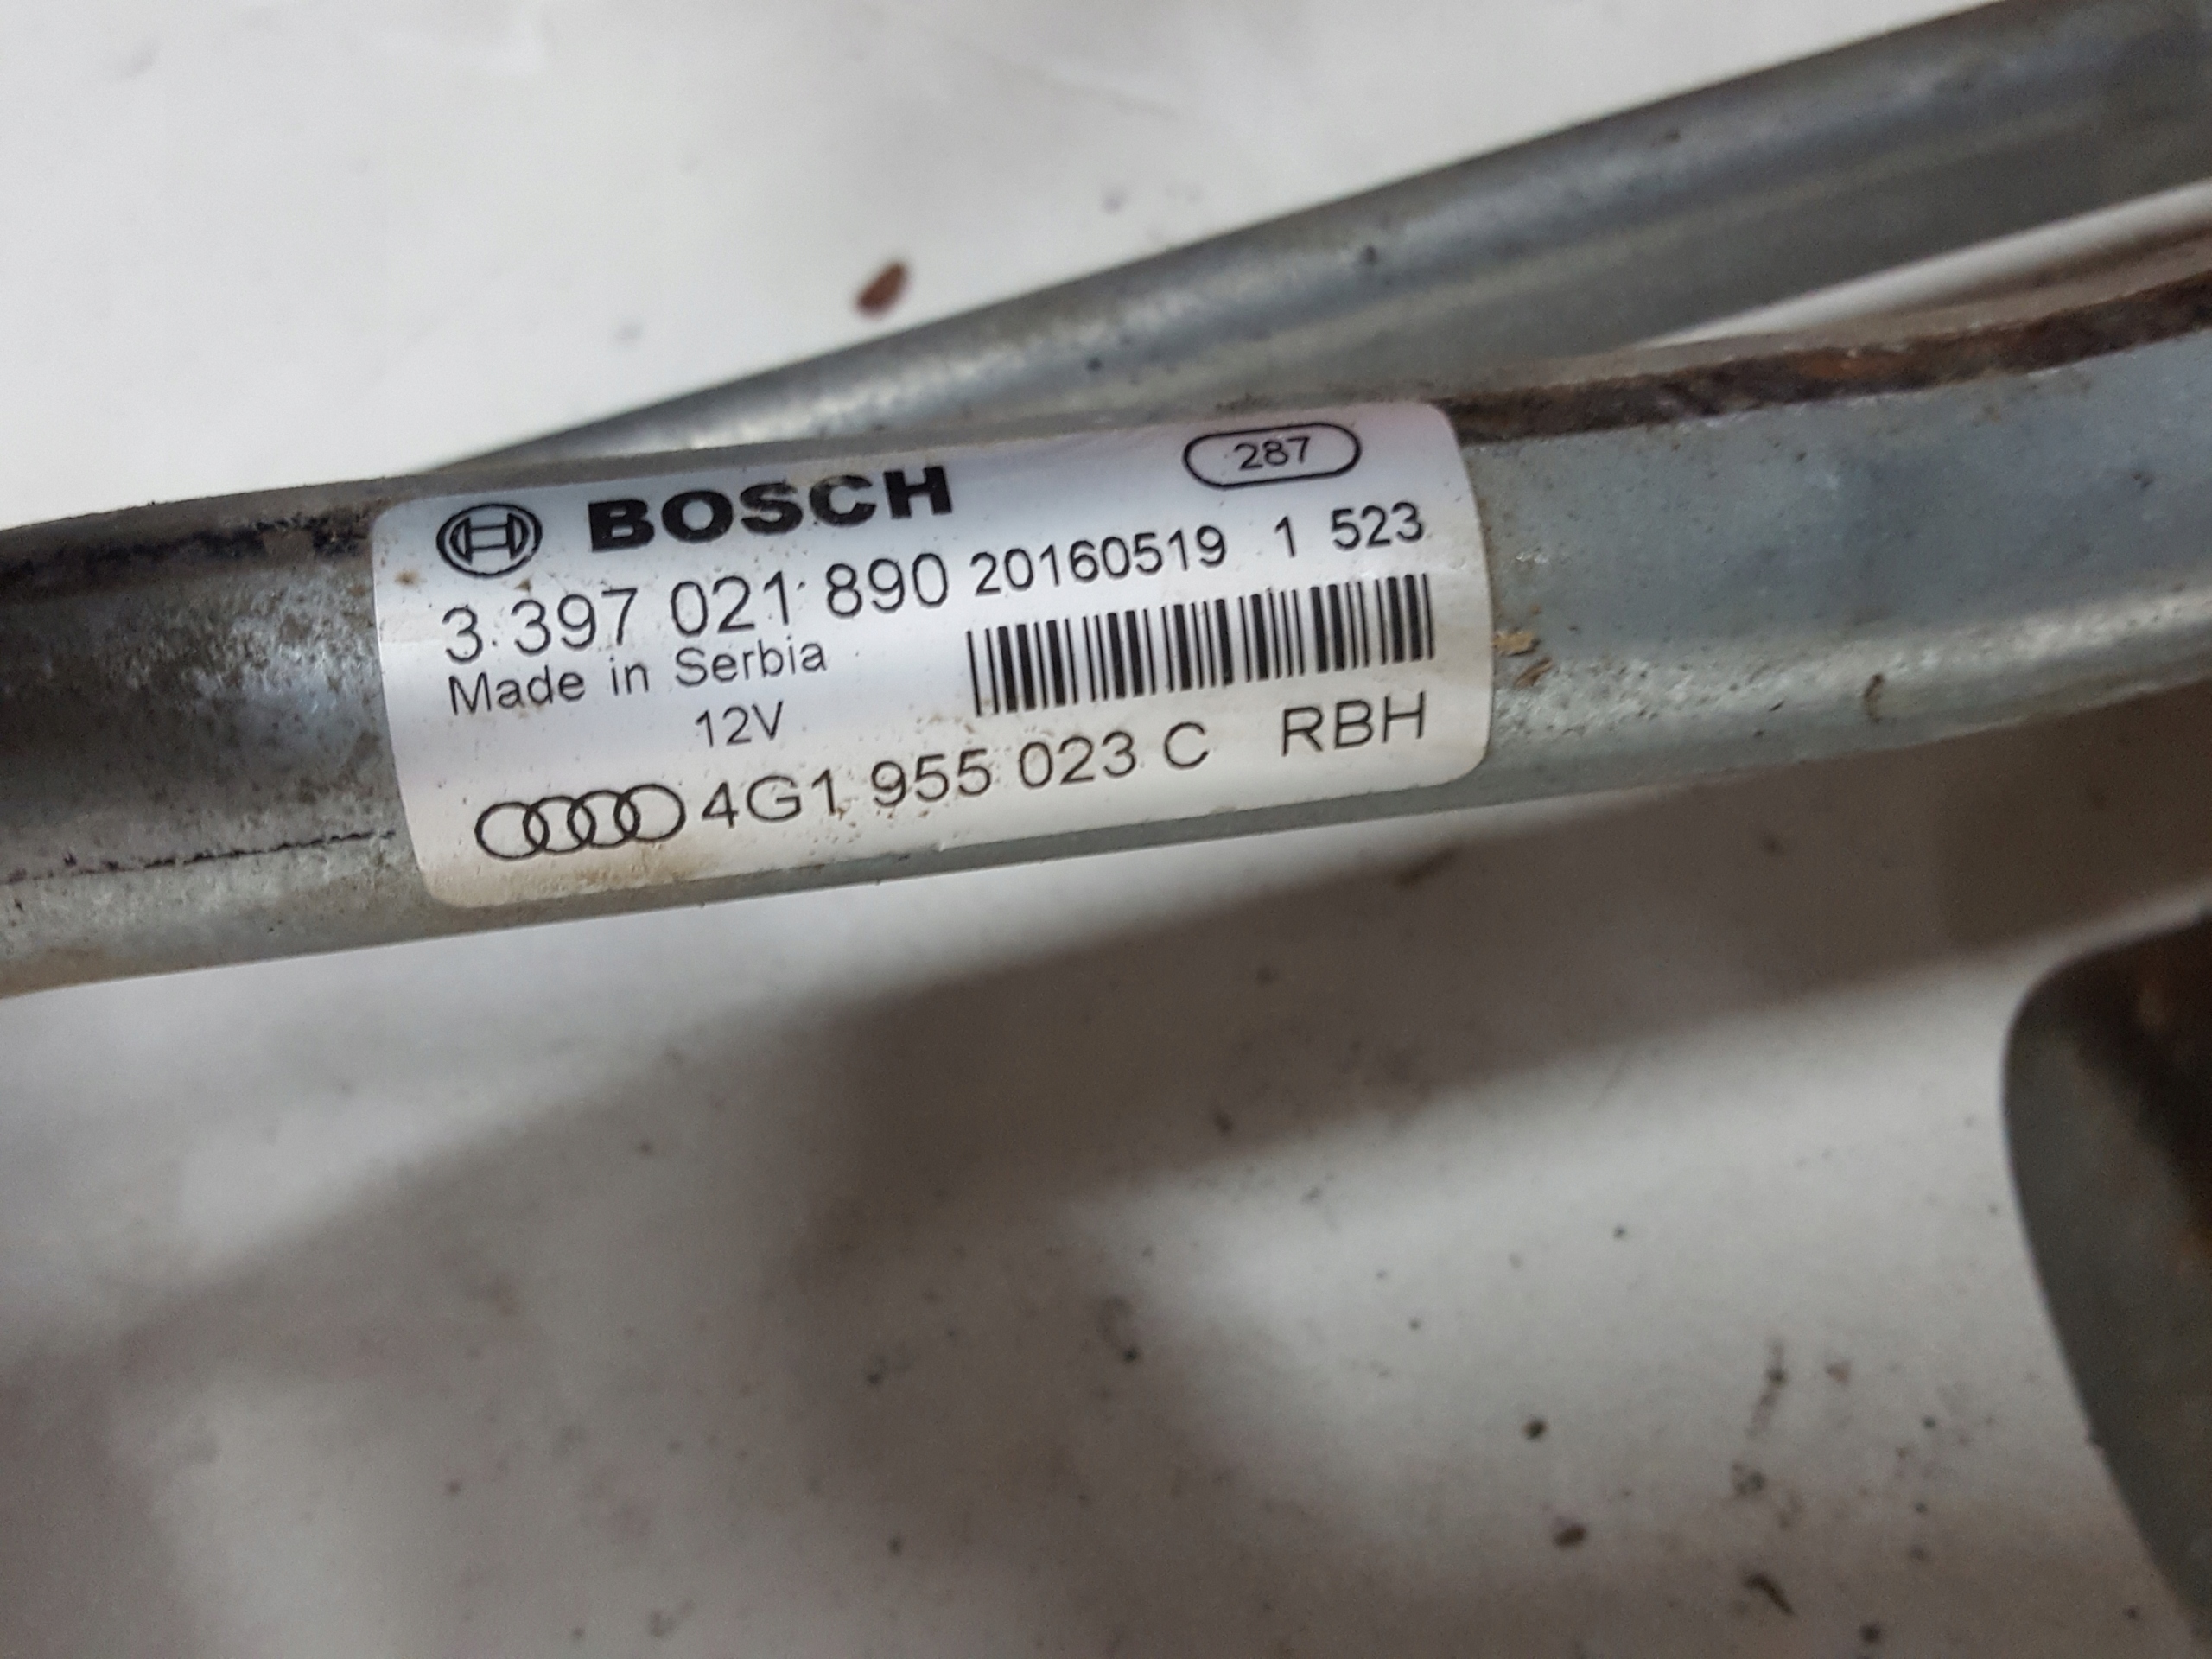 287
BOSCH
3 397 021 890 20160519 1 523
Made in Serbia
12V
4G1 955 023 C RBH